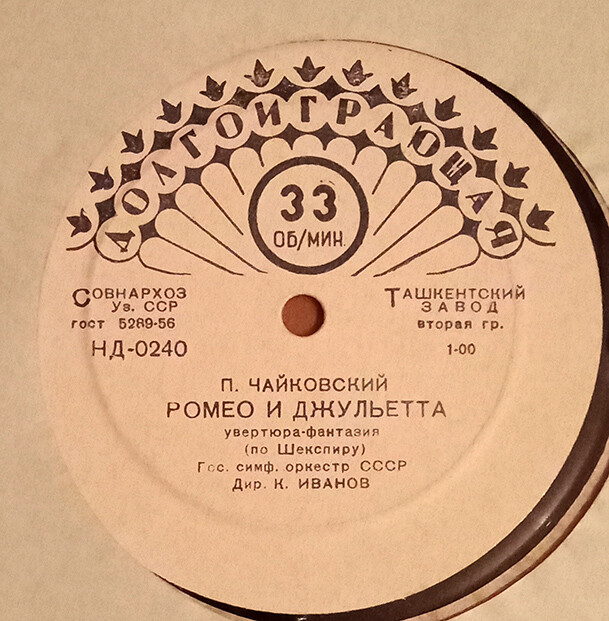 ДОЛГОИГРАЮЩАЯ
33
ОБ/МИН.
СОВНАРХОЗ
Уз. ССР
гост 5289-56
НД-0240
ТАШКЕНТСКИЙ
ЗАВОД
вторая гр.
1-00
П. ЧАЙКОВСКИЙ
РОМЕО И ДЖУЛЬЕТТА
увертюра-фантазия
(по Шекспиру)
Гос. симф. оркестр СССР
Дир. К. ИВАНОВ